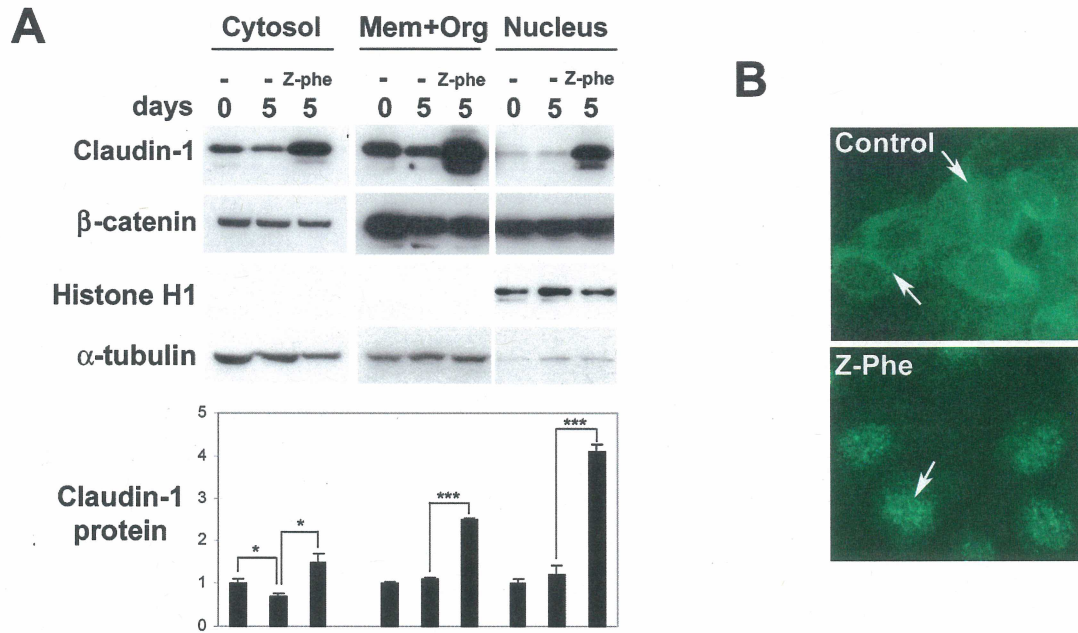 A
Cytosol Mem+Org Nucleus
- - Z-phe - - Z-phe - - Z-phe
days 0 5 5 0 5 5 0 5 5
Claudin-1
β-catenin
Histone H1
α-tubulin
Claudin-1
protein
5
4
3
2
1
0
* * *** ***
B
Control
Z-Phe